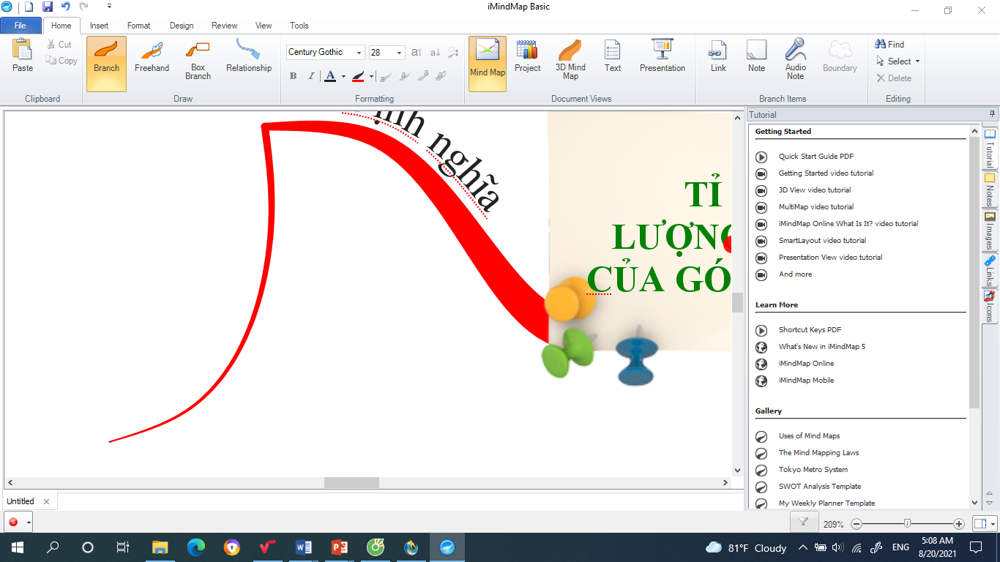 iMindMap Basic
File Home Insert Format Design Review View Tools
Paste
Cut
Copy
Clipboard
Branch
Freehand
Box Branch
Relationship
Draw
Century Gothic 28
B I A
Formatting
Mind Map
Project
3D Mind Map
Text
Presentation
Document Views
Link
Note
Audio Note
Boundary
Branch Items
Find
Select
Delete
Editing
nghĩa
TỈ
LƯỢNG
CỦA GÓ
Tutorial
Getting Started
Quick Start Guide PDF
Getting Started video tutorial
3D View video tutorial
MultiMap video tutorial
iMindMap Online What Is It? video tutorial
SmartLayout video tutorial
Presentation View video tutorial
And more
Learn More
Shortcut Keys PDF
What's New in iMindMap 5
iMindMap Online
iMindMap Mobile
Gallery
Uses of Mind Maps
The Mind Mapping Laws
Tokyo Metro System
SWOT Analysis Template
My Weekly Planner Template
Tutorial
Notes
Images
Links
Icons
Untitled
209%
81°F Cloudy
ENG
5:08 AM
8/20/2021